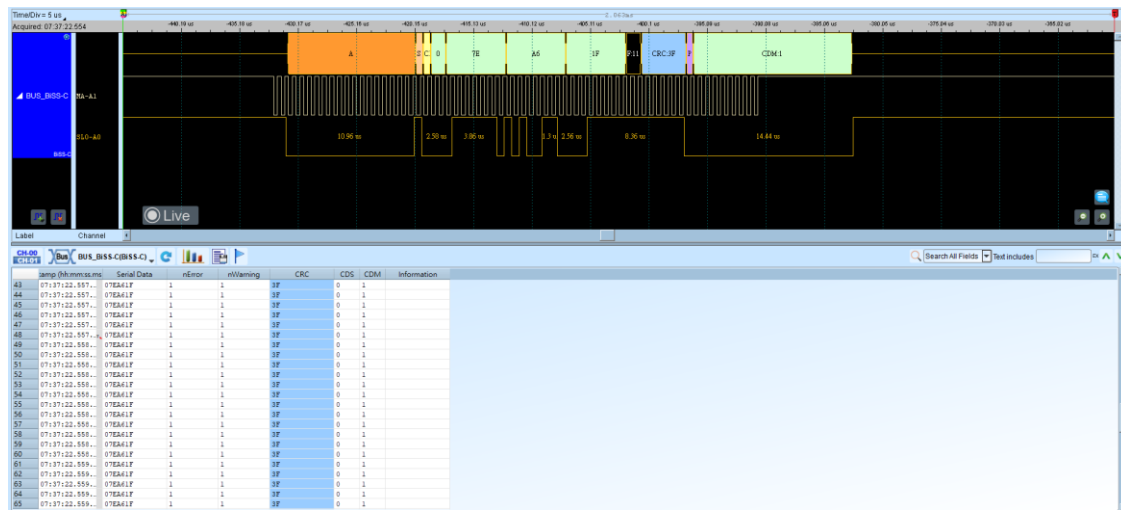 Time/Div= 5 us
Acquired: 07:37:22.554
-440.19 us -435.18 us -430.17 us -425.16 us -420.15 us -415.13 us -410.12 us -405.11 us -400.1 us -395.09 us -390.08 us -385.06 us -380.05 us -375.04 us -370.03 us -365.02 us
A S C 0 7E A6 1F F:11 CRC:3F P CDM:1
BUS_BiSS-C MA-A1
SLO-A0 10.96 us 2.58 us 3.86 us 2.56 us 8.36 us 14.44 us
BiSS-C
Live
Label Channel
CH-00 CH-01 Bus BUS_BiSS-C(BiSS-C) Search All Fields Text includes
Serial Data nError nWarning CRC CDS CDM Information
43 07:37:22.557... 07EA61F 1 1 3F 0 1
44 07:37:22.557... 07EA61F 1 1 3F 0 1
45 07:37:22.557... 07EA61F 1 1 3F 0 1
46 07:37:22.557... 07EA61F 1 1 3F 0 1
47 07:37:22.557... 07EA61F 1 1 3F 0 1
48 07:37:22.557... 07EA61F 1 1 3F 0 1
49 07:37:22.558... 07EA61F 1 1 3F 0 1
50 07:37:22.558... 07EA61F 1 1 3F 0 1
51 07:37:22.558... 07EA61F 1 1 3F 0 1
52 07:37:22.558... 07EA61F 1 1 3F 0 1
53 07:37:22.558... 07EA61F 1 1 3F 0 1
54 07:37:22.558... 07EA61F 1 1 3F 0 1
55 07:37:22.558... 07EA61F 1 1 3F 0 1
56 07:37:22.558... 07EA61F 1 1 3F 0 1
57 07:37:22.558... 07EA61F 1 1 3F 0 1
58 07:37:22.558... 07EA61F 1 1 3F 0 1
59 07:37:22.558... 07EA61F 1 1 3F 0 1
60 07:37:22.558... 07EA61F 1 1 3F 0 1
61 07:37:22.559... 07EA61F 1 1 3F 0 1
62 07:37:22.559... 07EA61F 1 1 3F 0 1
63 07:37:22.559... 07EA61F 1 1 3F 0 1
64 07:37:22.559... 07EA61F 1 1 3F 0 1
65 07:37:22.559... 07EA61F 1 1 3F 0 1